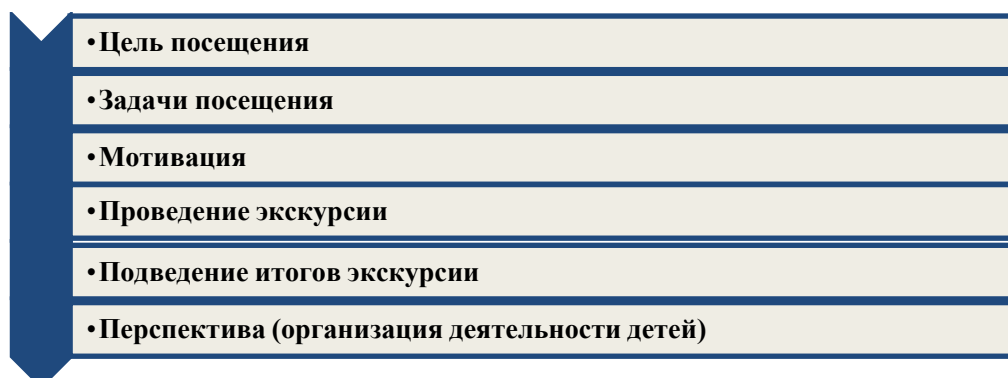 •Цель посещения
•Задачи посещения
•Мотивация
•Проведение экскурсии
•Подведение итогов экскурсии
•Перспектива (организация деятельности детей)